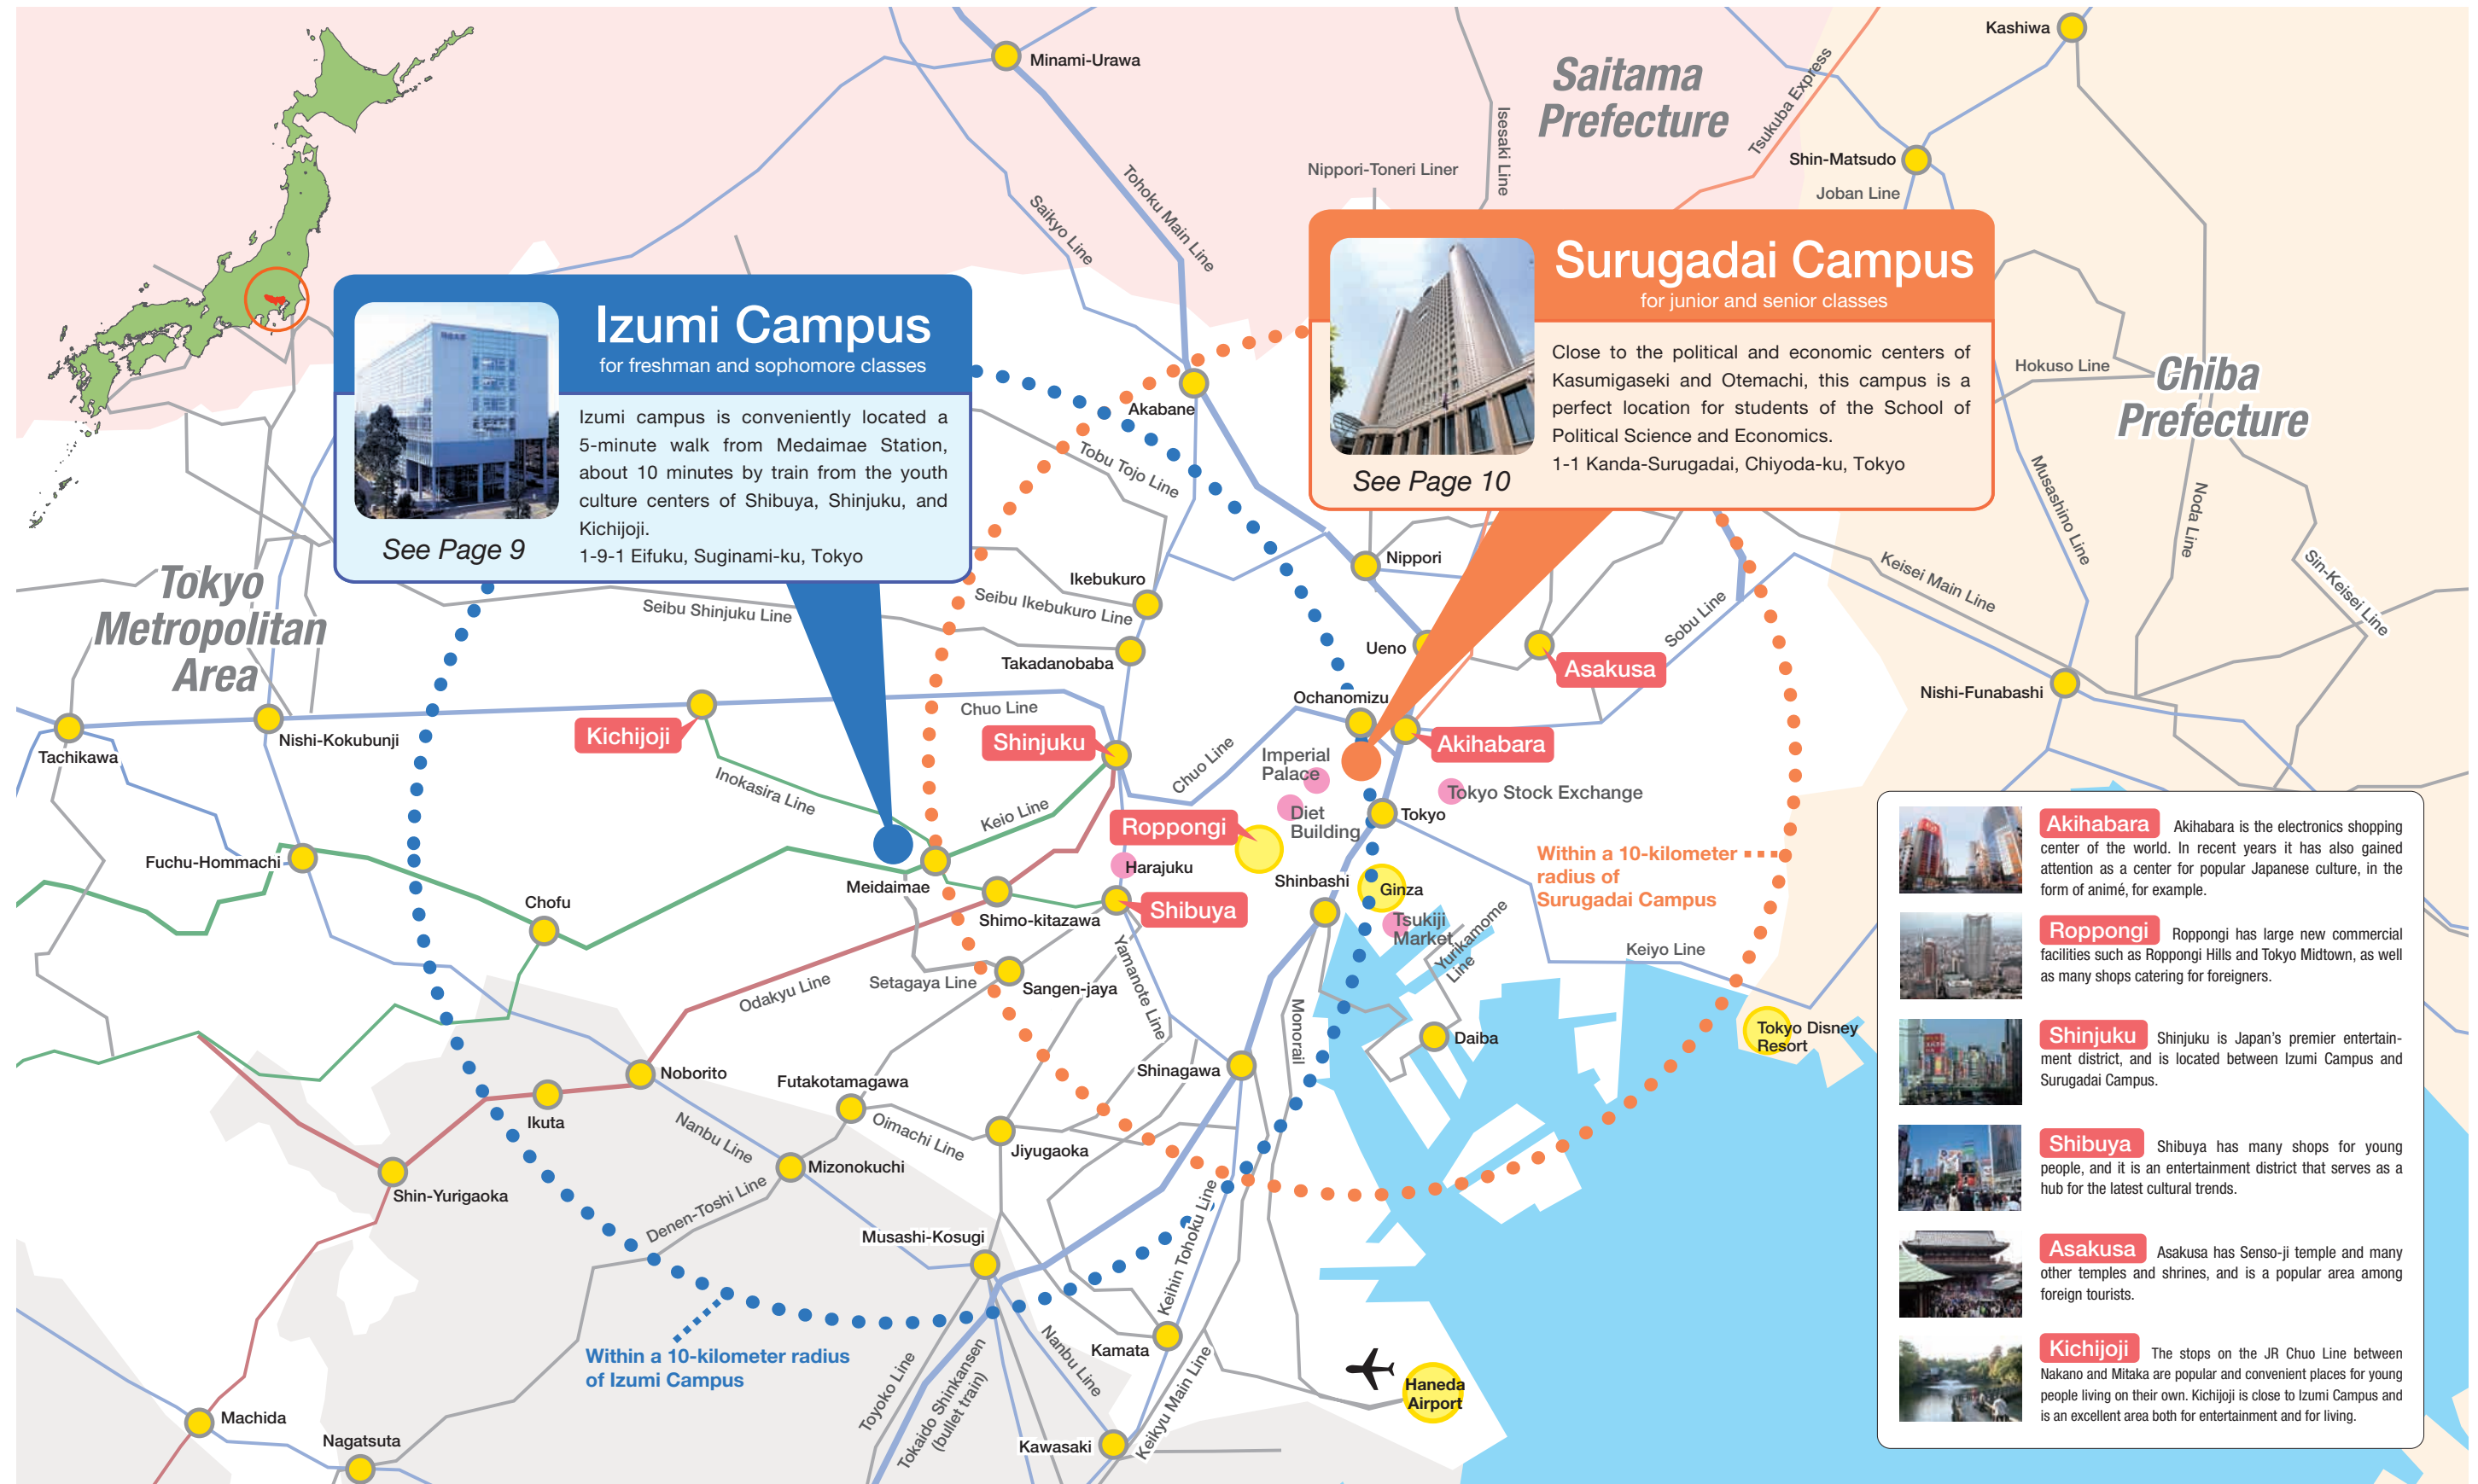 Kashiwa
Minami-Urawa
Saitama
Prefecture
Tsukuba Express
Isesaki Line
Shin-Matsudo
Nippori-Toneri Liner
Joban Line
Tohoku Main Line
Saikyo Line
Surugadai Campus
for junior and senior classes
Close to the political and economic centers of
Kasumigaseki and Otemachi, this campus is a
perfect location for students of the School of
Political Science and Economics.
1-1 Kanda-Surugadai, Chiyoda-ku, Tokyo
See Page 10
Izumi Campus
for freshman and sophomore classes
Izumi campus is conveniently located a
5-minute walk from Medaimae Station,
about 10 minutes by train from the youth
culture centers of Shibuya, Shinjuku, and
Kichijoji.
1-9-1 Eifuku, Suginami-ku, Tokyo
See Page 9
Hokuso Line
Chiba
Prefecture
Akabane
Tobu Tojo Line
Musashino Line
Noda Line
Sin-Keisei Line
Keisei Main Line
Nippori
Tokyo
Metropolitan
Area
Ikebukuro
Seibu Ikebukuro Line
Seibu Shinjuku Line
Sobu Line
Ueno
Takadanobaba
Asakusa
Nishi-Funabashi
Ochanomizu
Chuo Line
Kichijoji
Shinjuku
Akihabara
Nishi-Kokubunji
Tachikawa
Imperial
Palace
Chuo Line
Inokasira Line
Tokyo Stock Exchange
Keio Line
Diet
Building
Tokyo
Roppongi
Within a 10-kilometer
radius of
Surugadai Campus
Fuchu-Hommachi
Harajuku
Meidaimae
Shinbashi
Ginza
Chofu
Shimo-kitazawa
Shibuya
Tsukiji
Market
Yurikamome
Line
Keiyo Line
Yamanote Line
Setagaya Line
Sangen-jaya
Odakyu Line
Monorail
Daiba
Tokyo Disney
Resort
Noborito
Futakotamagawa
Shinagawa
Ikuta
Nanbu Line
Oimachi Line
Jiyugaoka
Mizonokuchi
Shin-Yurigaoka
Denen-Toshi Line
Musashi-Kosugi
Keihin Tohoku Line
Within a 10-kilometer radius
of Izumi Campus
Nanbu Line
Kamata
Toyoko Line
Tokaido Shinkansen
(bullet train)
Keikyu Main Line
Haneda
Airport
Machida
Nagatsuta
Kawasaki
Akihabara Akihabara is the electronics shopping
center of the world. In recent years it has also gained
attention as a center for popular Japanese culture, in the
form of animé, for example.
Roppongi Roppongi has large new commercial
facilities such as Roppongi Hills and Tokyo Midtown, as well
as many shops catering for foreigners.
Shinjuku Shinjuku is Japan's premier entertain-
ment district, and is located between Izumi Campus and
Surugadai Campus.
Shibuya Shibuya has many shops for young
people, and it is an entertainment district that serves as a
hub for the latest cultural trends.
Asakusa Asakusa has Senso-ji temple and many
other temples and shrines, and is a popular area among
foreign tourists.
Kichijoji The stops on the JR Chuo Line between
Nakano and Mitaka are popular and convenient places for young
people living on their own. Kichijoji is close to Izumi Campus and
is an excellent area both for entertainment and for living.